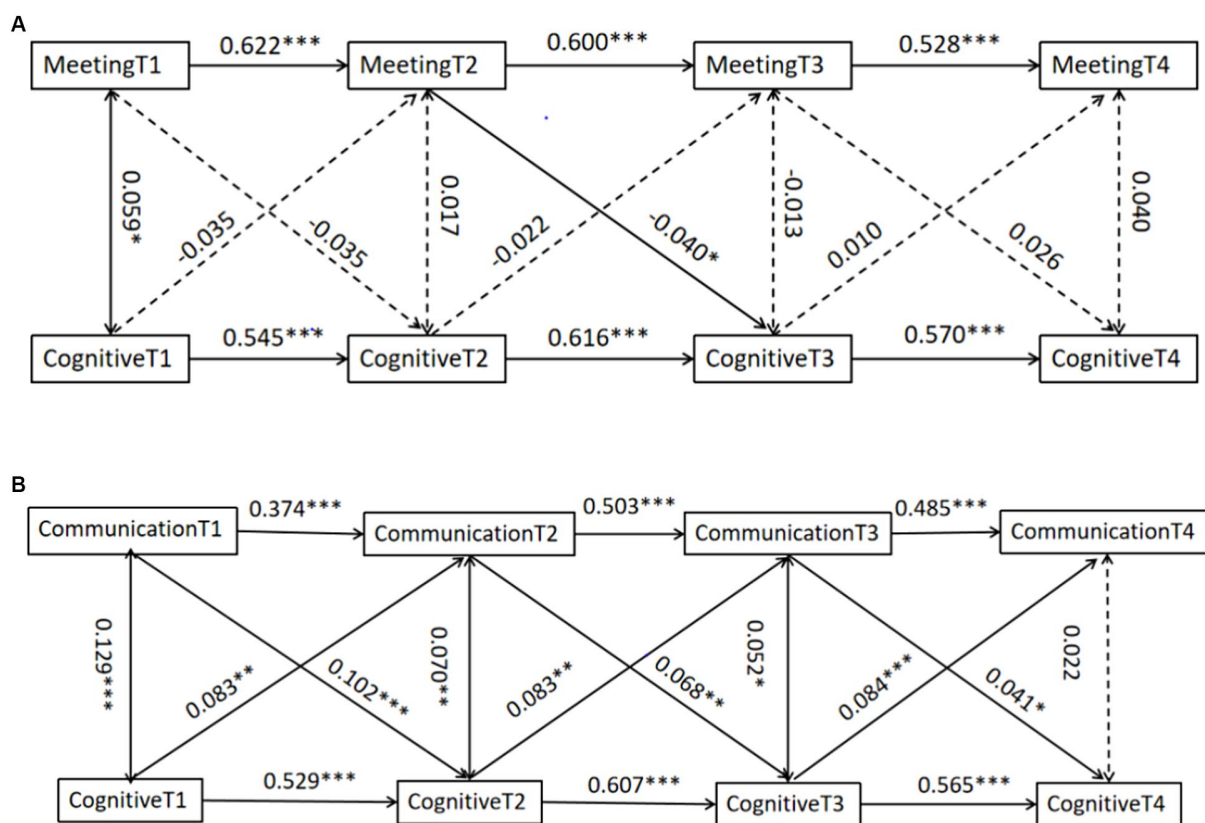 A
0.622*** 0.600*** 0.528***
MeetingT1 MeetingT2 MeetingT3 MeetingT4
0.059* -0.035 -0.035 0.017 -0.022 -0.040* -0.013 0.010 0.026 0.040
0.545*** 0.616*** 0.570***
CognitiveT1 CognitiveT2 CognitiveT3 CognitiveT4
B
0.374*** 0.503*** 0.485***
CommunicationT1 CommunicationT2 CommunicationT3 CommunicationT4
0.129*** 0.083** 0.102*** 0.070** 0.083** 0.068** 0.052* 0.084*** 0.041* 0.022
0.529*** 0.607*** 0.565***
CognitiveT1 CognitiveT2 CognitiveT3 CognitiveT4